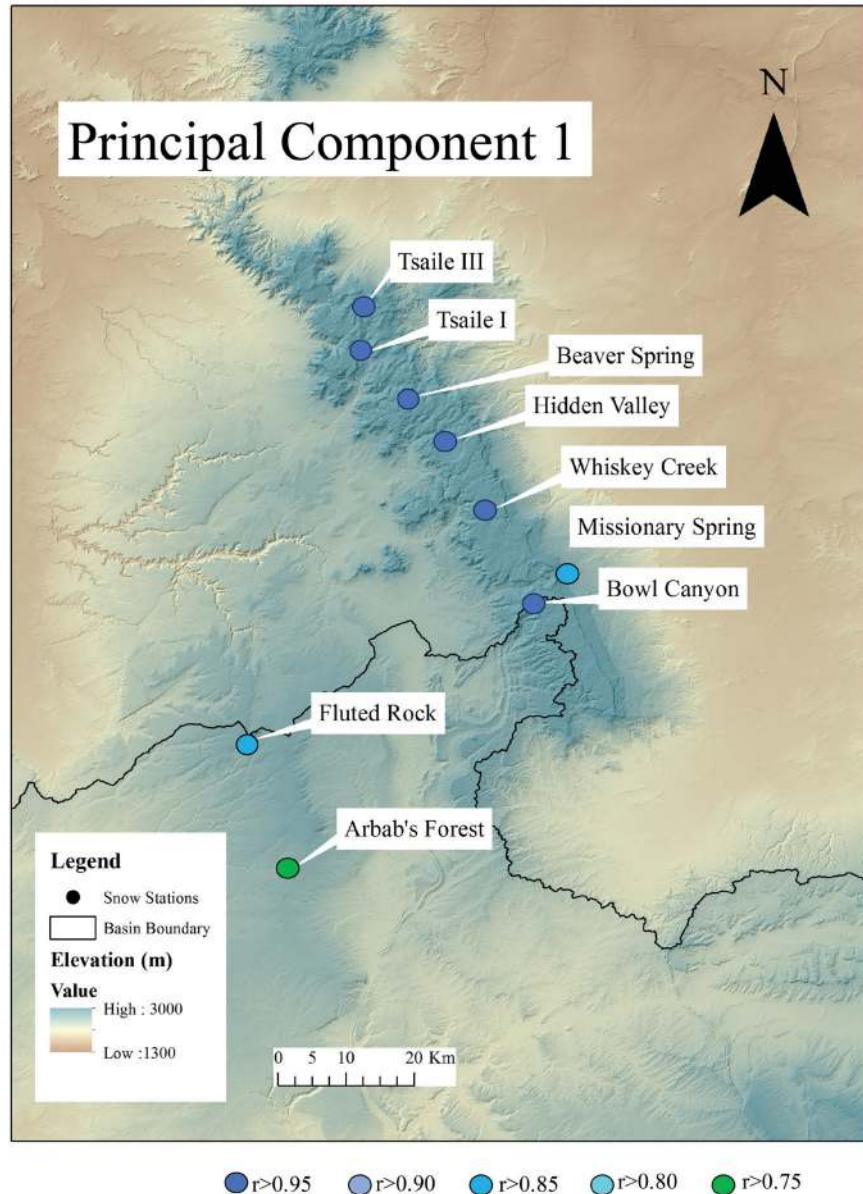 Principal Component 1
N
Tsaile III
Tsaile I
Beaver Spring
Hidden Valley
Whiskey Creek
Missionary Spring
Bowl Canyon
Fluted Rock
Arbab's Forest
Legend
Snow Stations
Basin Boundary
Elevation (m)
Value
High : 3000
Low :1300
0 5 10 20 Km
r>0.95 r>0.90 r>0.85 r>0.80 r>0.75